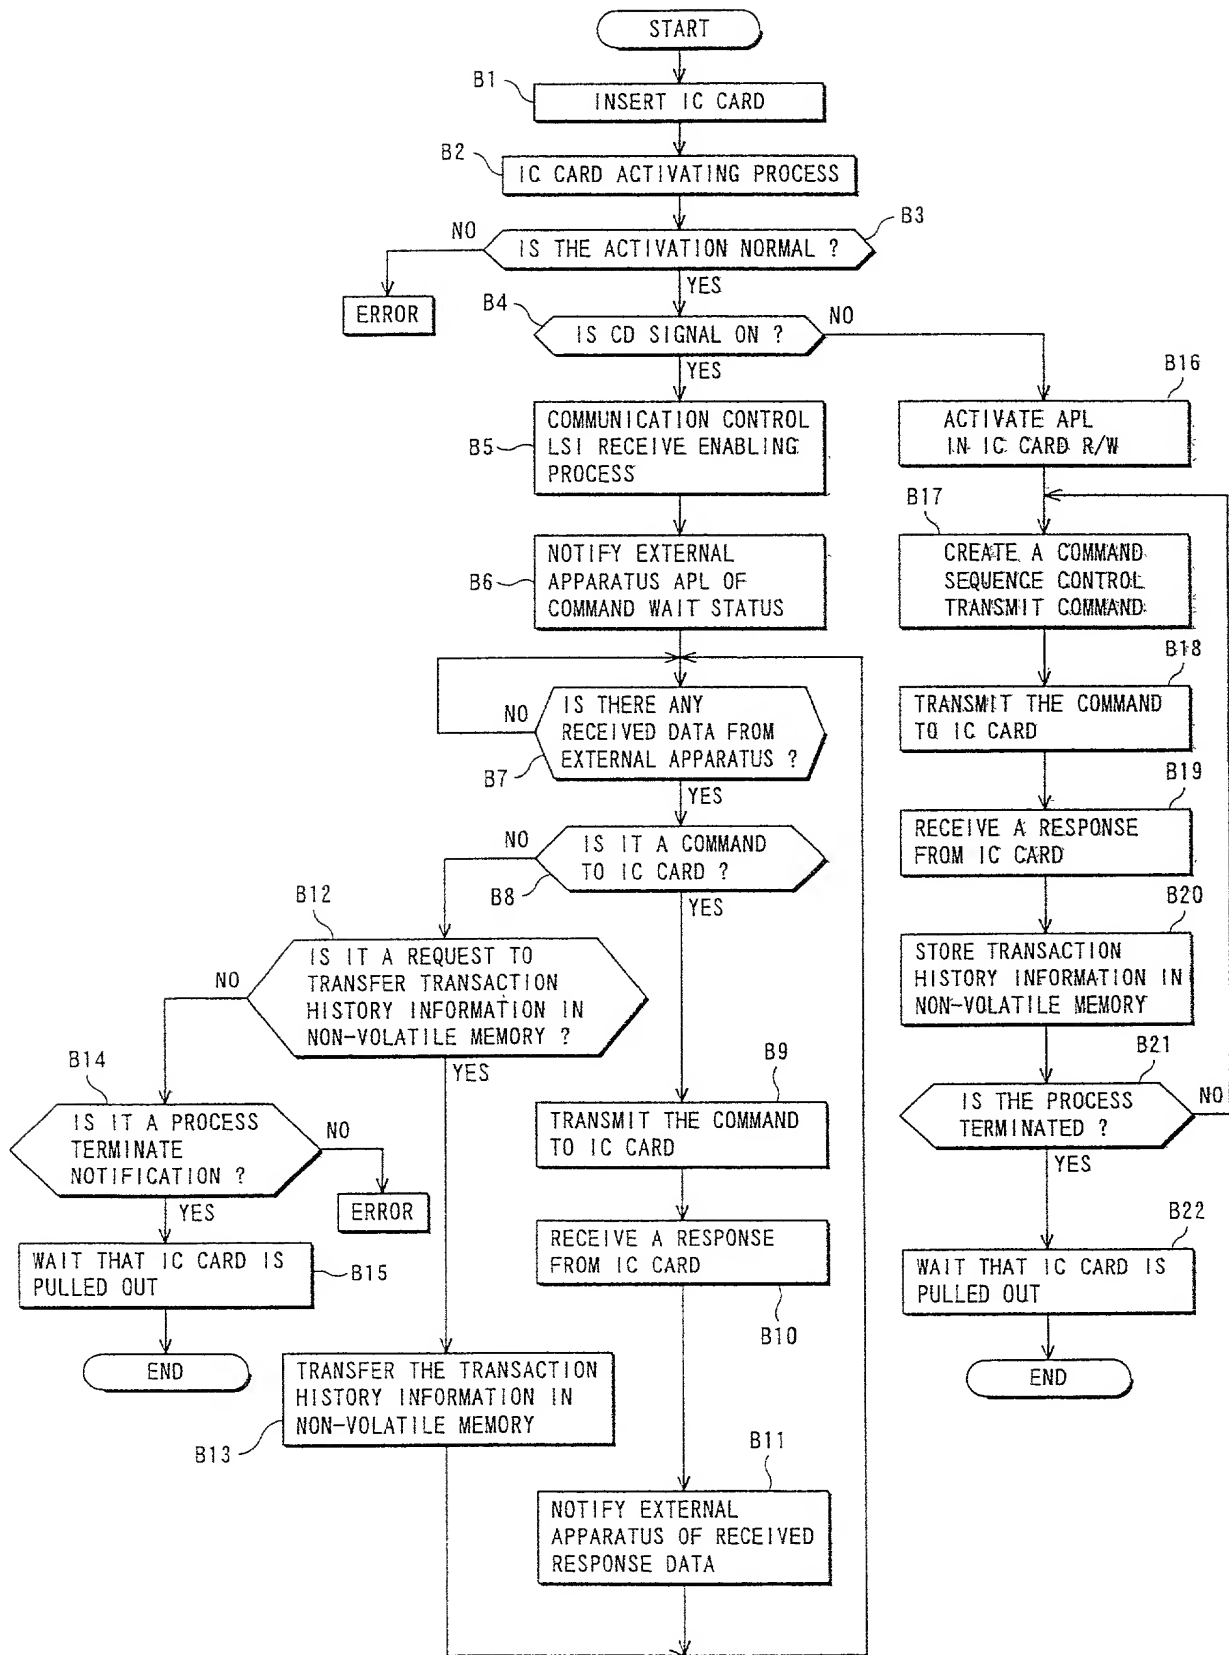 START
B1
INSERT IC CARD
B2
IC CARD ACTIVATING PROCESS
B3
NO
IS THE ACTIVATION NORMAL ?
YES
ERROR
B4
IS CD SIGNAL ON ?
NO
YES
B5
COMMUNICATION CONTROL
LSI RECEIVE ENABLING
PROCESS
B6
NOTIFY EXTERNAL
APPARATUS APL OF
COMMAND WAIT STATUS
NO
IS THERE ANY
RECEIVED DATA FROM
EXTERNAL APPARATUS ?
B7
YES
NO
IS IT A COMMAND
TO IC CARD ?
B8
YES
B12
IS IT A REQUEST TO
TRANSFER TRANSACTION
HISTORY INFORMATION IN
NON-VOLATILE MEMORY ?
NO
YES
B14
IS IT A PROCESS
TERMINATE
NOTIFICATION ?
NO
YES
ERROR
WAIT THAT IC CARD IS
PULLED OUT
B15
END
TRANSFER THE TRANSACTION
HISTORY INFORMATION IN
NON-VOLATILE MEMORY
B13
B9
TRANSMIT THE COMMAND
TO IC CARD
RECEIVE A RESPONSE
FROM IC CARD
B10
B11
NOTIFY EXTERNAL
APPARATUS OF RECEIVED
RESPONSE DATA
B16
ACTIVATE APL
IN IC CARD R/W
B17
CREATE A COMMAND
SEQUENCE CONTROL
TRANSMIT COMMAND
B18
TRANSMIT THE COMMAND
TO IC CARD
B19
RECEIVE A RESPONSE
FROM IC CARD
B20
STORE TRANSACTION
HISTORY INFORMATION IN
NON-VOLATILE MEMORY
B21
IS THE PROCESS
TERMINATED ?
NO
YES
B22
WAIT THAT IC CARD IS
PULLED OUT
END